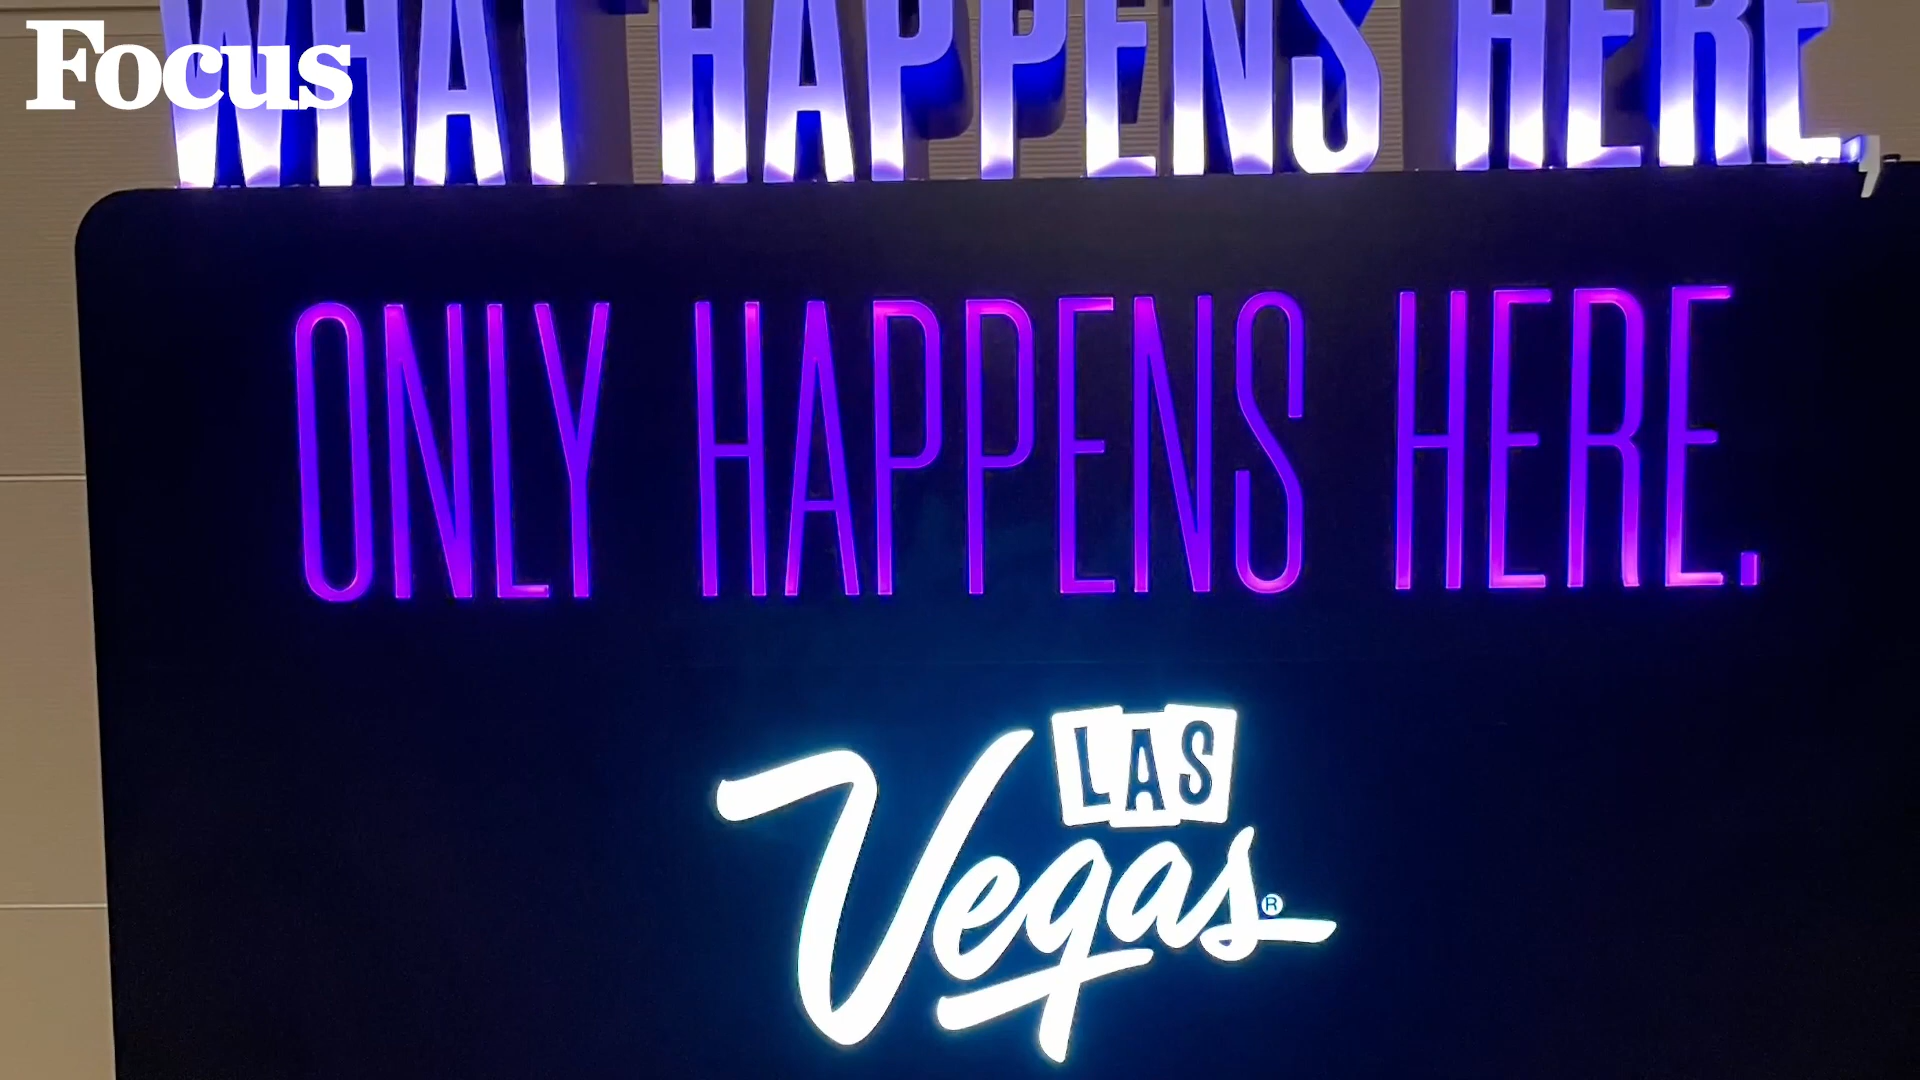 Focus
WHAT HAPPENS HERE,
ONLY HAPPENS HERE.
LAS
Vegas®